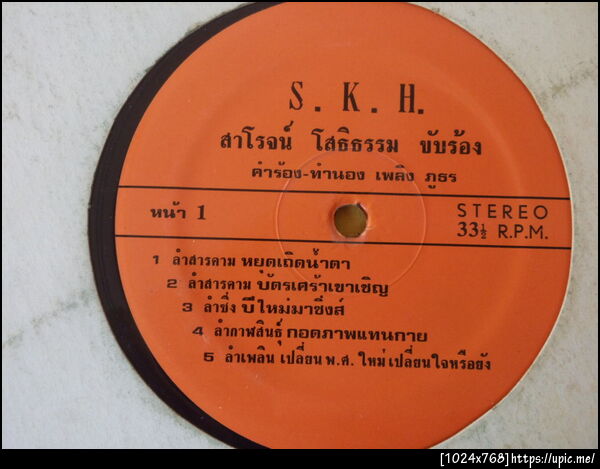 S. K. H.
สาโรจน์ โสธิธรรม ขับร้อง
คำร้อง-ทำนอง เพลิง ภูธร
หน้า 1
STEREO
33½ R.P.M.
1 ลำสารคาม หยุดเถิดน้ำตา
2 ลำสารคาม บัตรเศร้าเขาเชิญ
3 ลำซิ่ง ปีใหม่มาซิ่งส์
4 ลำกาฬสินธุ์ กอดภาพแทนกาย
5 ลำเพลิน เปลี่ยน พ.ศ. ใหม่ เปลี่ยนใจหรือยัง
[1024x768]https://upic.me/